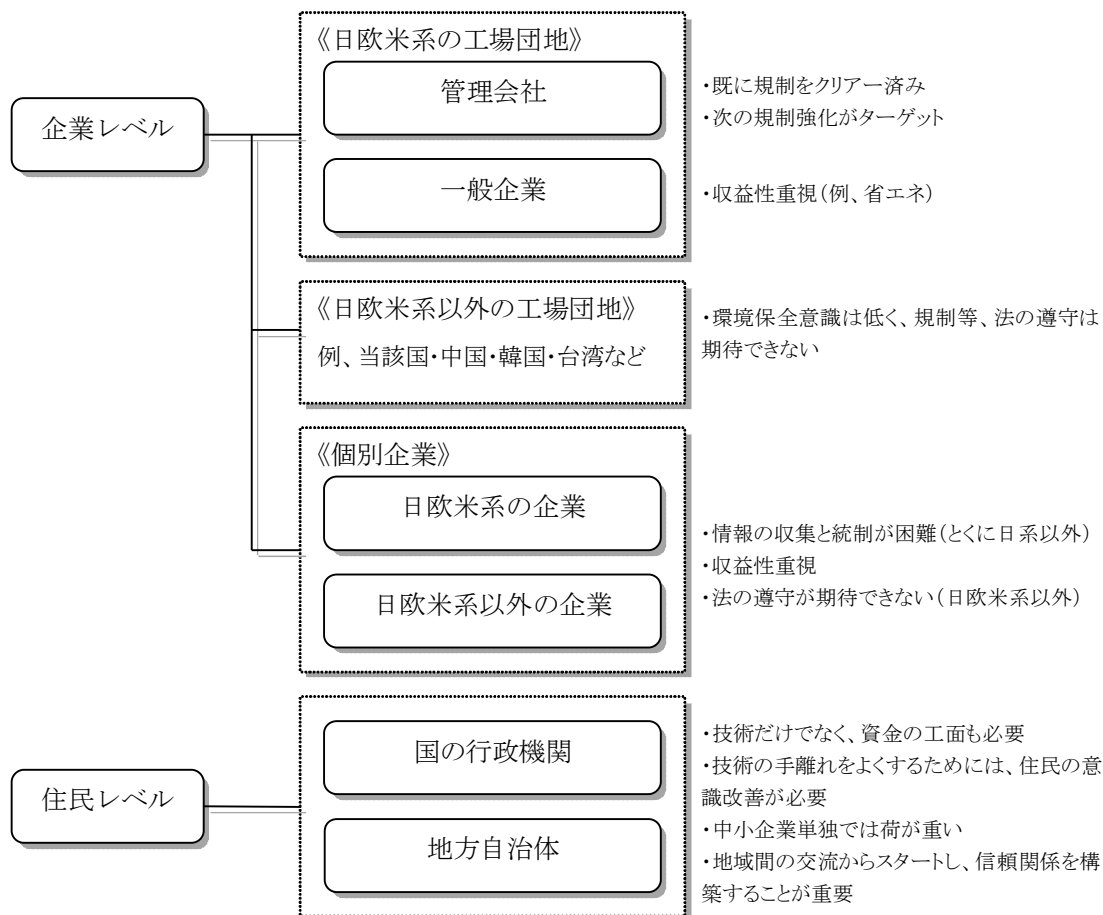 企業レベル
《日欧米系の工場団地》
管理会社
・既に規制をクリアー済み
・次の規制強化がターゲット
一般企業
・収益性重視(例、省エネ)
《日欧米系以外の工場団地》
例、当該国・中国・韓国・台湾など
・環境保全意識は低く、規制等、法の遵守は
期待できない
《個別企業》
日欧米系の企業
日欧米系以外の企業
・情報の収集と統制が困難(とくに日系以外)
・収益性重視
・法の遵守が期待できない(日欧米系以外)
住民レベル
国の行政機関
地方自治体
・技術だけでなく、資金の工面も必要
・技術の手離れをよくするためには、住民の意
識改善が必要
・中小企業単独では荷が重い
・地域間の交流からスタートし、信頼関係を構
築することが重要